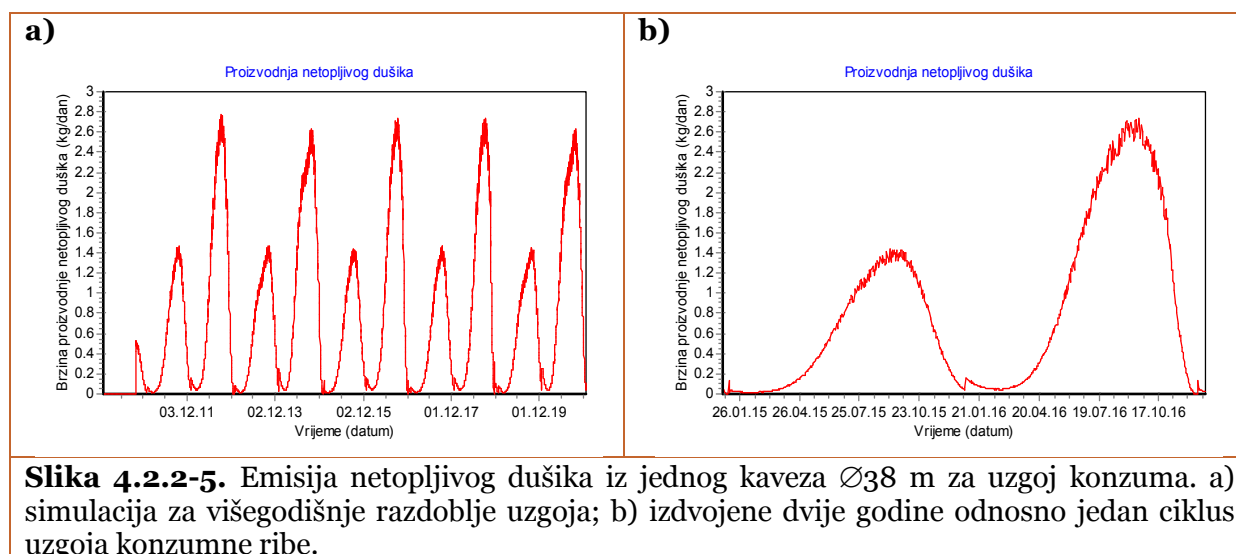 a)
Proizvodnja netopljivog dušika
Brzina proizvodnje netopljivog dušika (kg/dan)
3
2.8
2.6
2.4
2.2
2
1.8
1.6
1.4
1.2
1
0.8
0.6
0.4
0.2
0
03.12.11 02.12.13 02.12.15 01.12.17 01.12.19
Vrijeme (datum)
b)
Proizvodnja netopljivog dušika
Brzina proizvodnje netopljivog dušika (kg/dan)
3
2.8
2.6
2.4
2.2
2
1.8
1.6
1.4
1.2
1
0.8
0.6
0.4
0.2
0
26.01.15 26.04.15 25.07.15 23.10.15 21.01.16 20.04.16 19.07.16 17.10.16
Vrijeme (datum)
Slika 4.2.2-5. Emisija netopljivog dušika iz jednog kaveza ∅38 m za uzgoj konzuma. a)
simulacija za višegodišnje razdoblje uzgoja; b) izdvojene dvije godine odnosno jedan ciklus
uzgoja konzumne ribe.